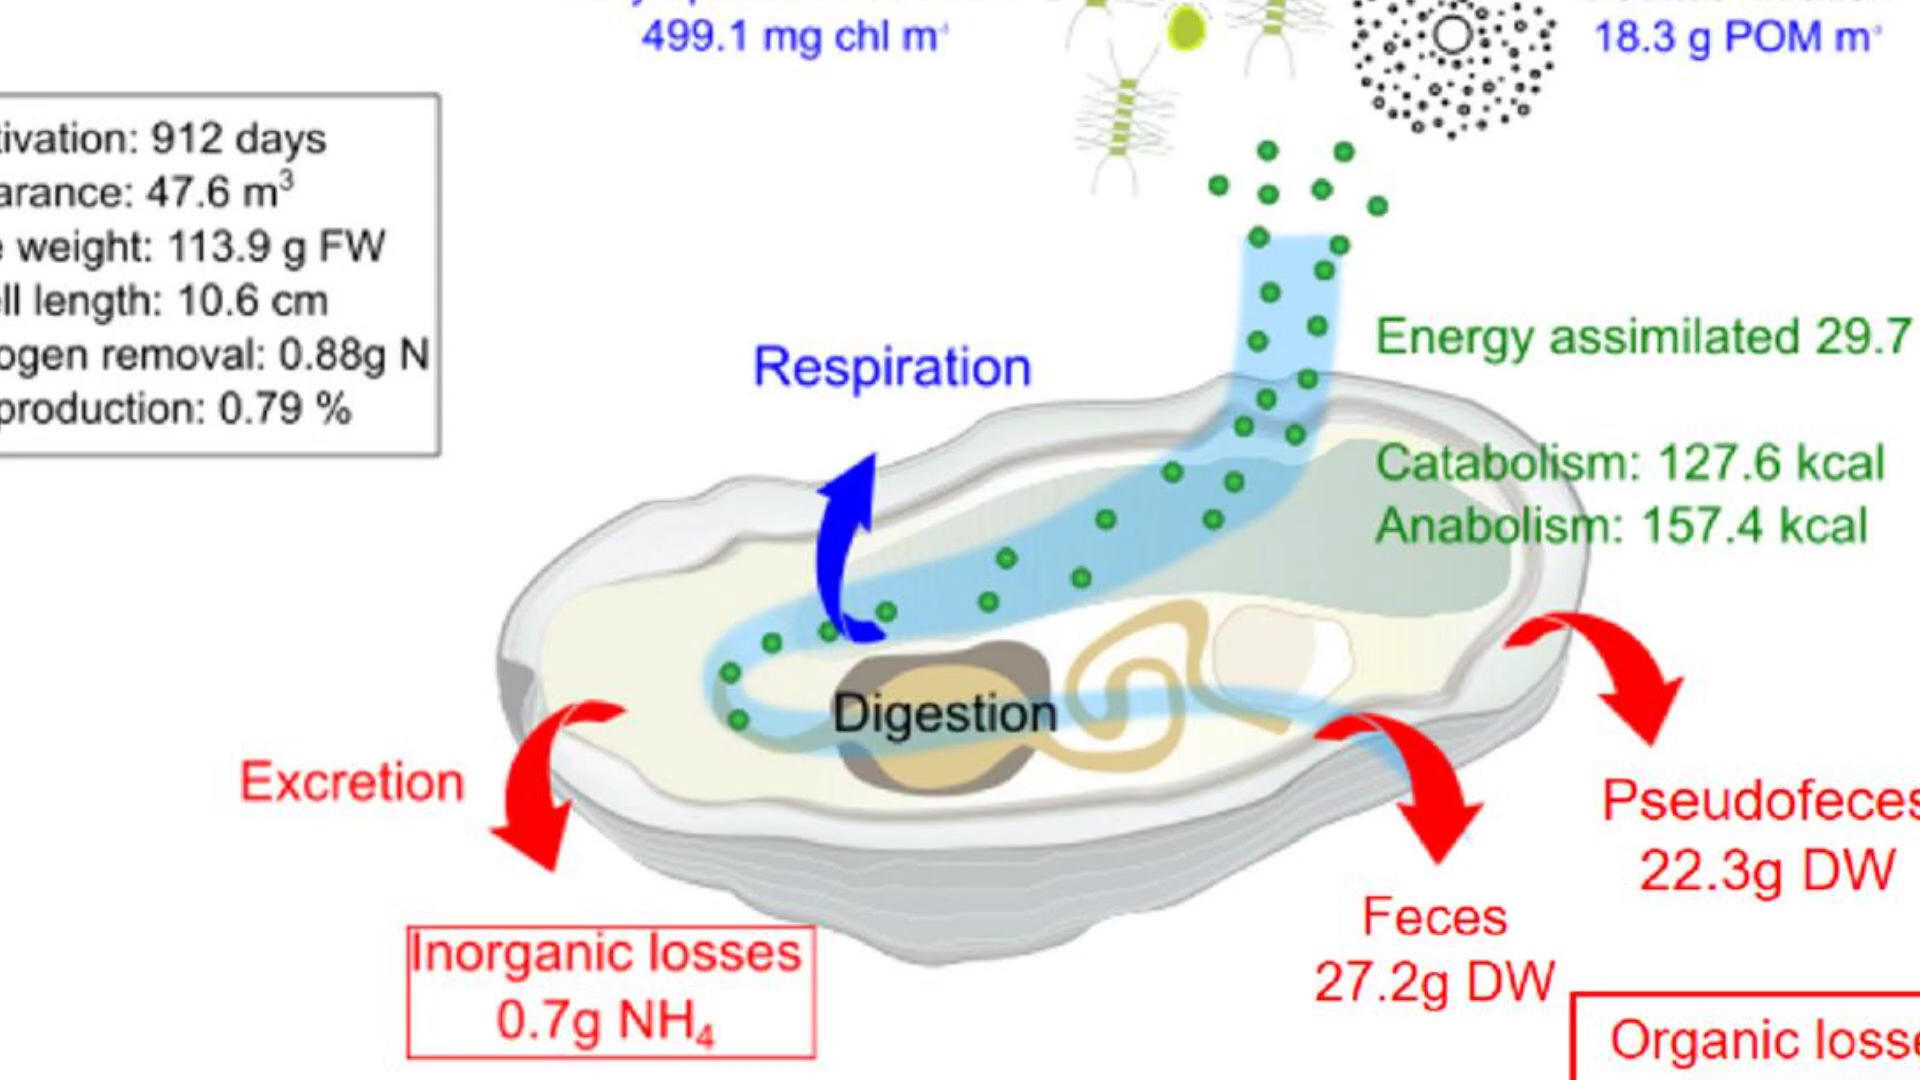 499.1 mg chl m
18.3 g POM m
tivation: 912 days
arance: 47.6 m³
e weight: 113.9 g FW
ll length: 10.6 cm
ogen removal: 0.88g N
production: 0.79 %
Energy assimilated 29.7
Respiration
Catabolism: 127.6 kcal
Anabolism: 157.4 kcal
Digestion
Excretion
Pseudofeces
22.3g DW
Feces
27.2g DW
Inorganic losses
0.7g NH₄
Organic losse